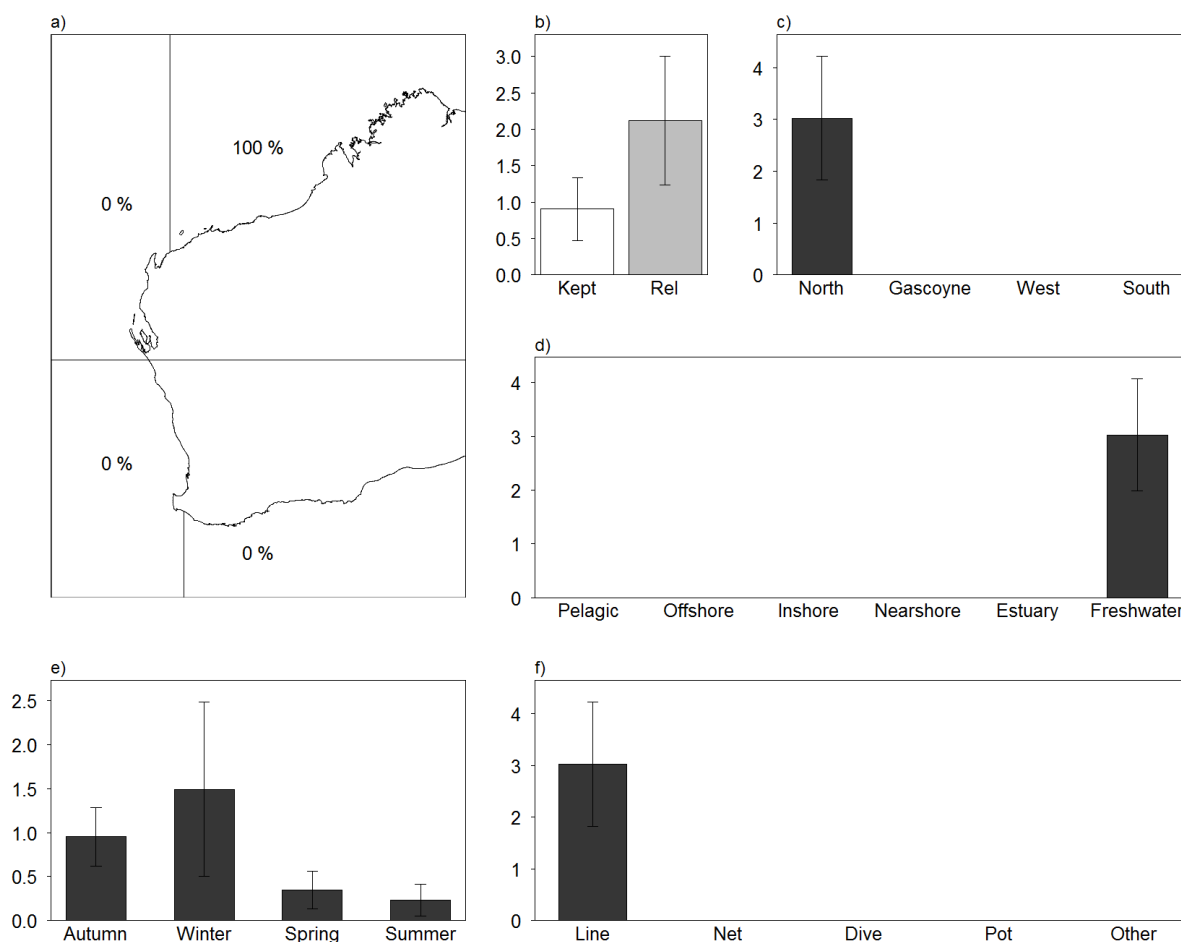 a)
100 %
0 %
0 %
0 %
b)
3.0
2.5
2.0
1.5
1.0
0.5
0.0
Kept Rel
c)
4
3
2
1
0
North Gascoyne West South
d)
4
3
2
1
0
Pelagic Offshore Inshore Nearshore Estuary Freshwater
e)
2.5
2.0
1.5
1.0
0.5
0.0
Autumn Winter Spring Summer
f)
4
3
2
1
0
Line Net Dive Pot Other